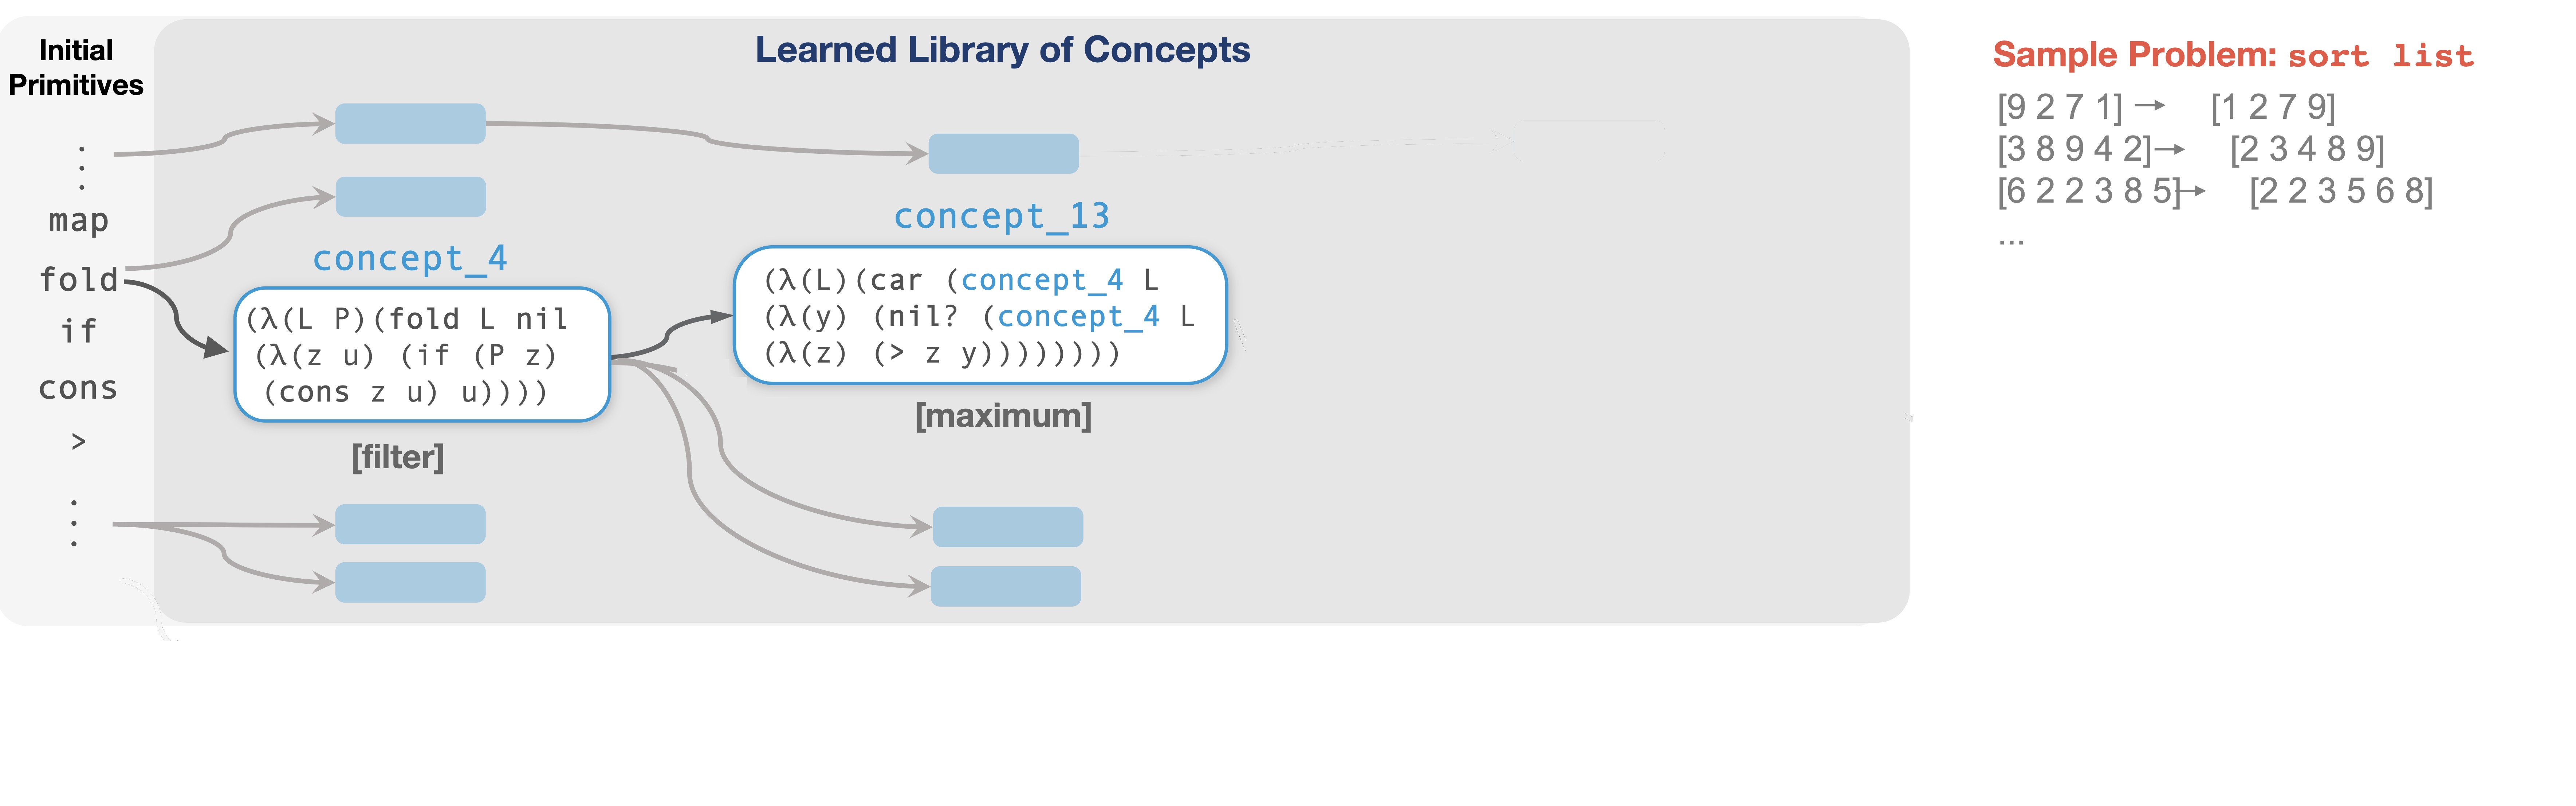 Initial
Primitives
⋮
map
fold
if
cons
>
⋮
Learned Library of Concepts
concept_4
(λ(L P)(fold L nil
(λ(z u) (if (P z)
(cons z u) u))))
[filter]
concept_13
(λ(L)(car (concept_4 L
(λ(y) (nil? (concept_4 L
(λ(z) (> z y))))))))
[maximum]
Sample Problem: sort list
[9 2 7 1] → [1 2 7 9]
[3 8 9 4 2]→ [2 3 4 8 9]
[6 2 2 3 8 5]→ [2 2 3 5 6 8]
...